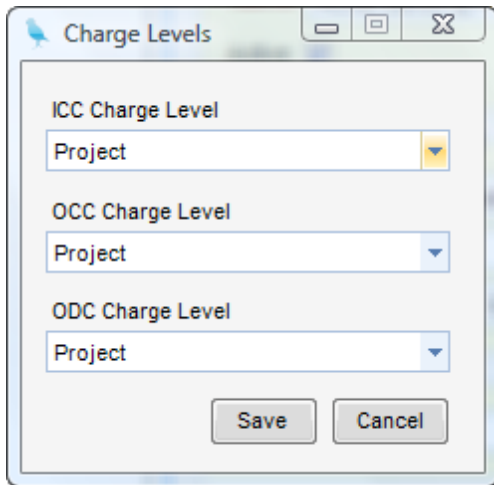 Charge Levels
ICC Charge Level
Project
OCC Charge Level
Project
ODC Charge Level
Project
Save Cancel